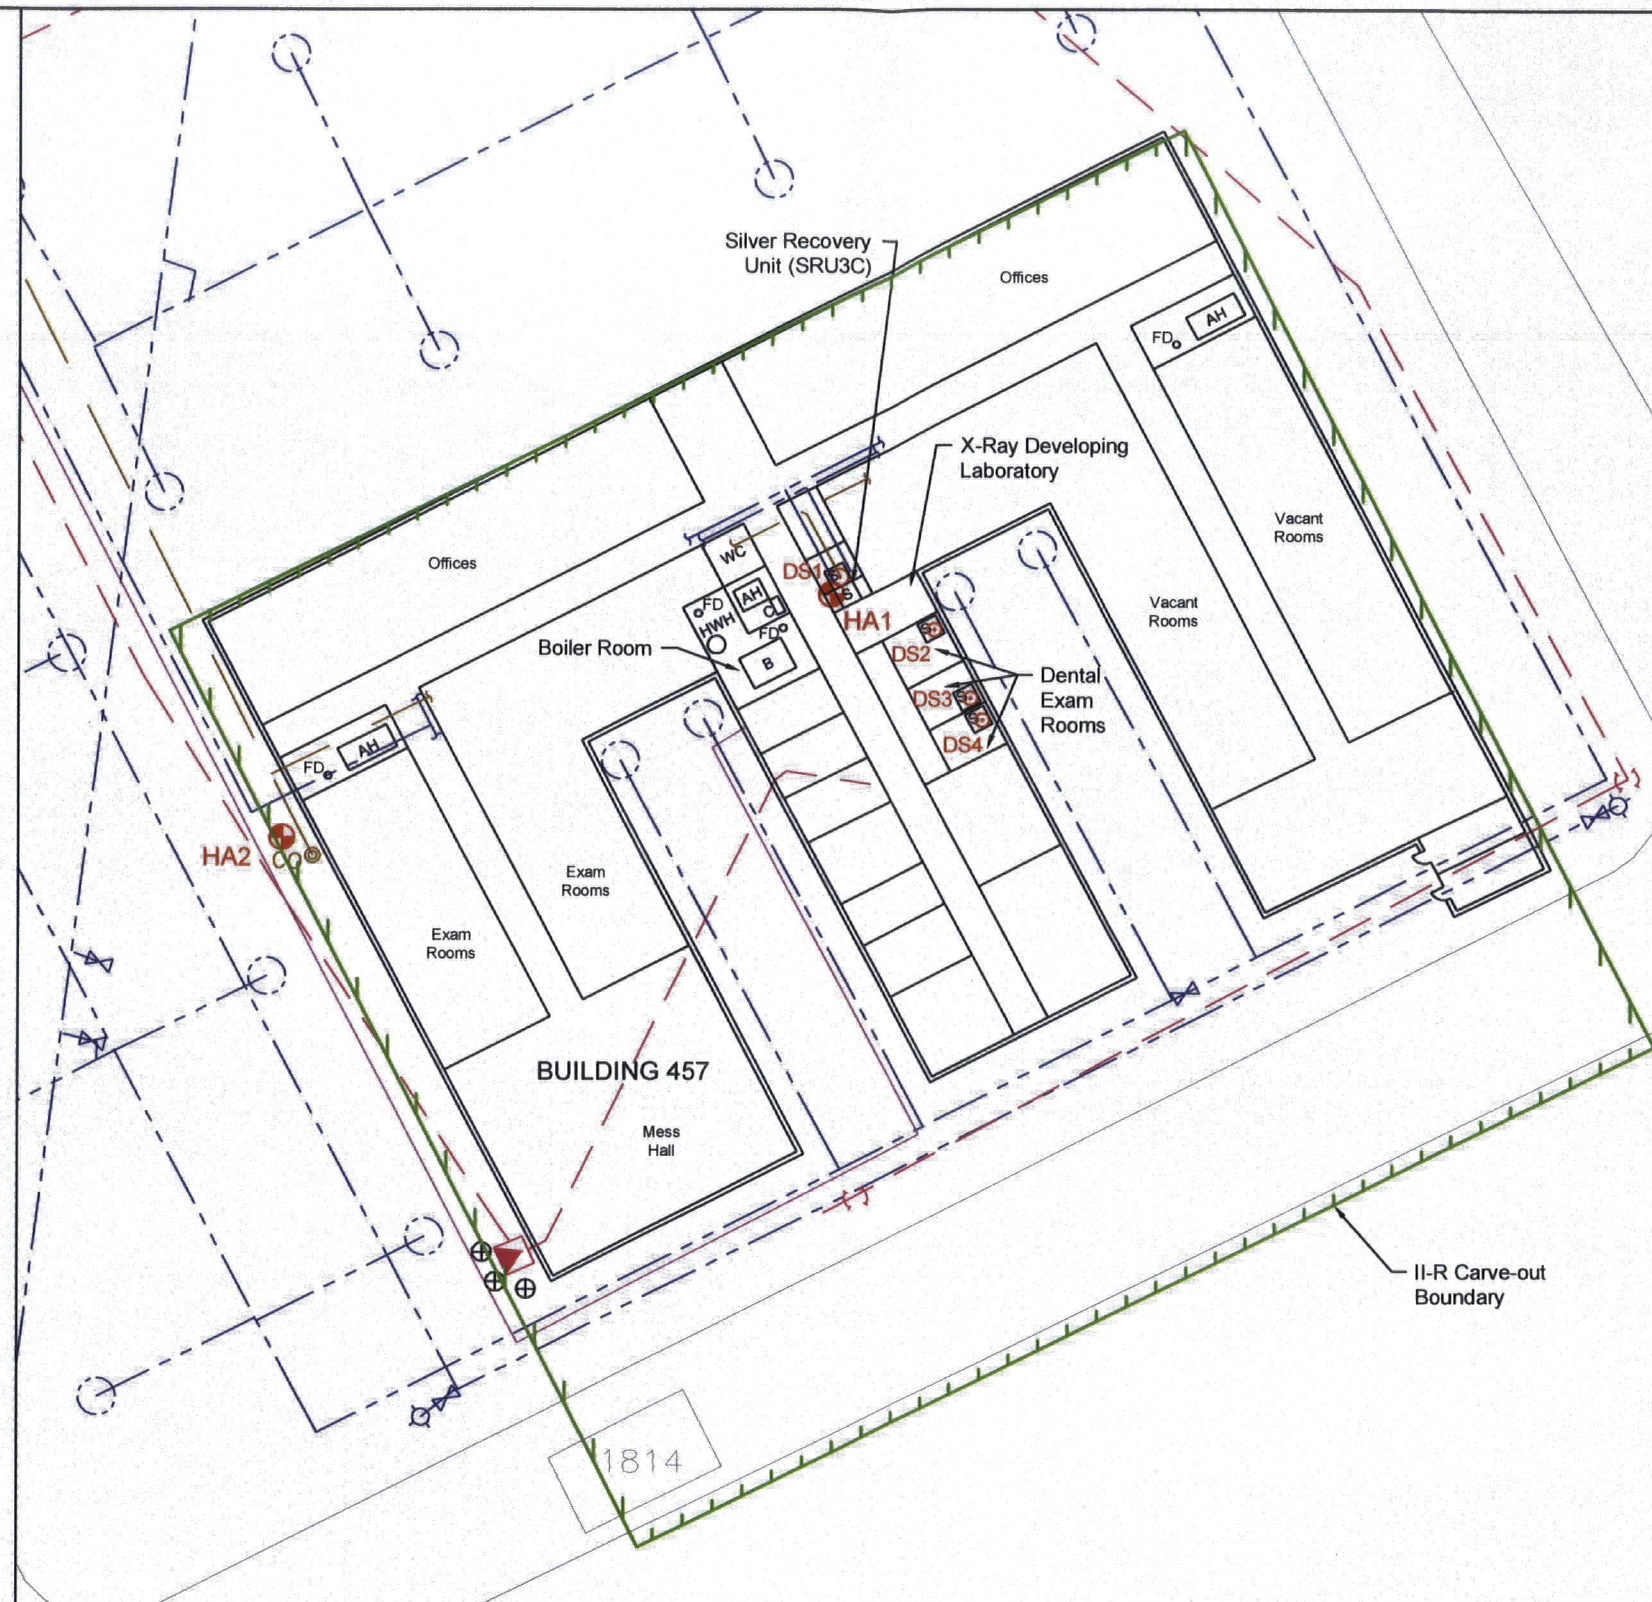 Silver Recovery
Unit (SRU3C)
Offices
AH
FD
X-Ray Developing
Laboratory
Vacant
Rooms
Offices
WC
DS1
S
S
HA1
FD
AH
C
HWH
FD
Boiler Room
B
S
DS2
Vacant
Rooms
Dental
Exam
Rooms
DS3
S
S
DS4
AH
FD
HA2
CO
Exam
Rooms
Exam
Rooms
BUILDING 457
Mess
Hall
II-R Carve-out
Boundary
1814